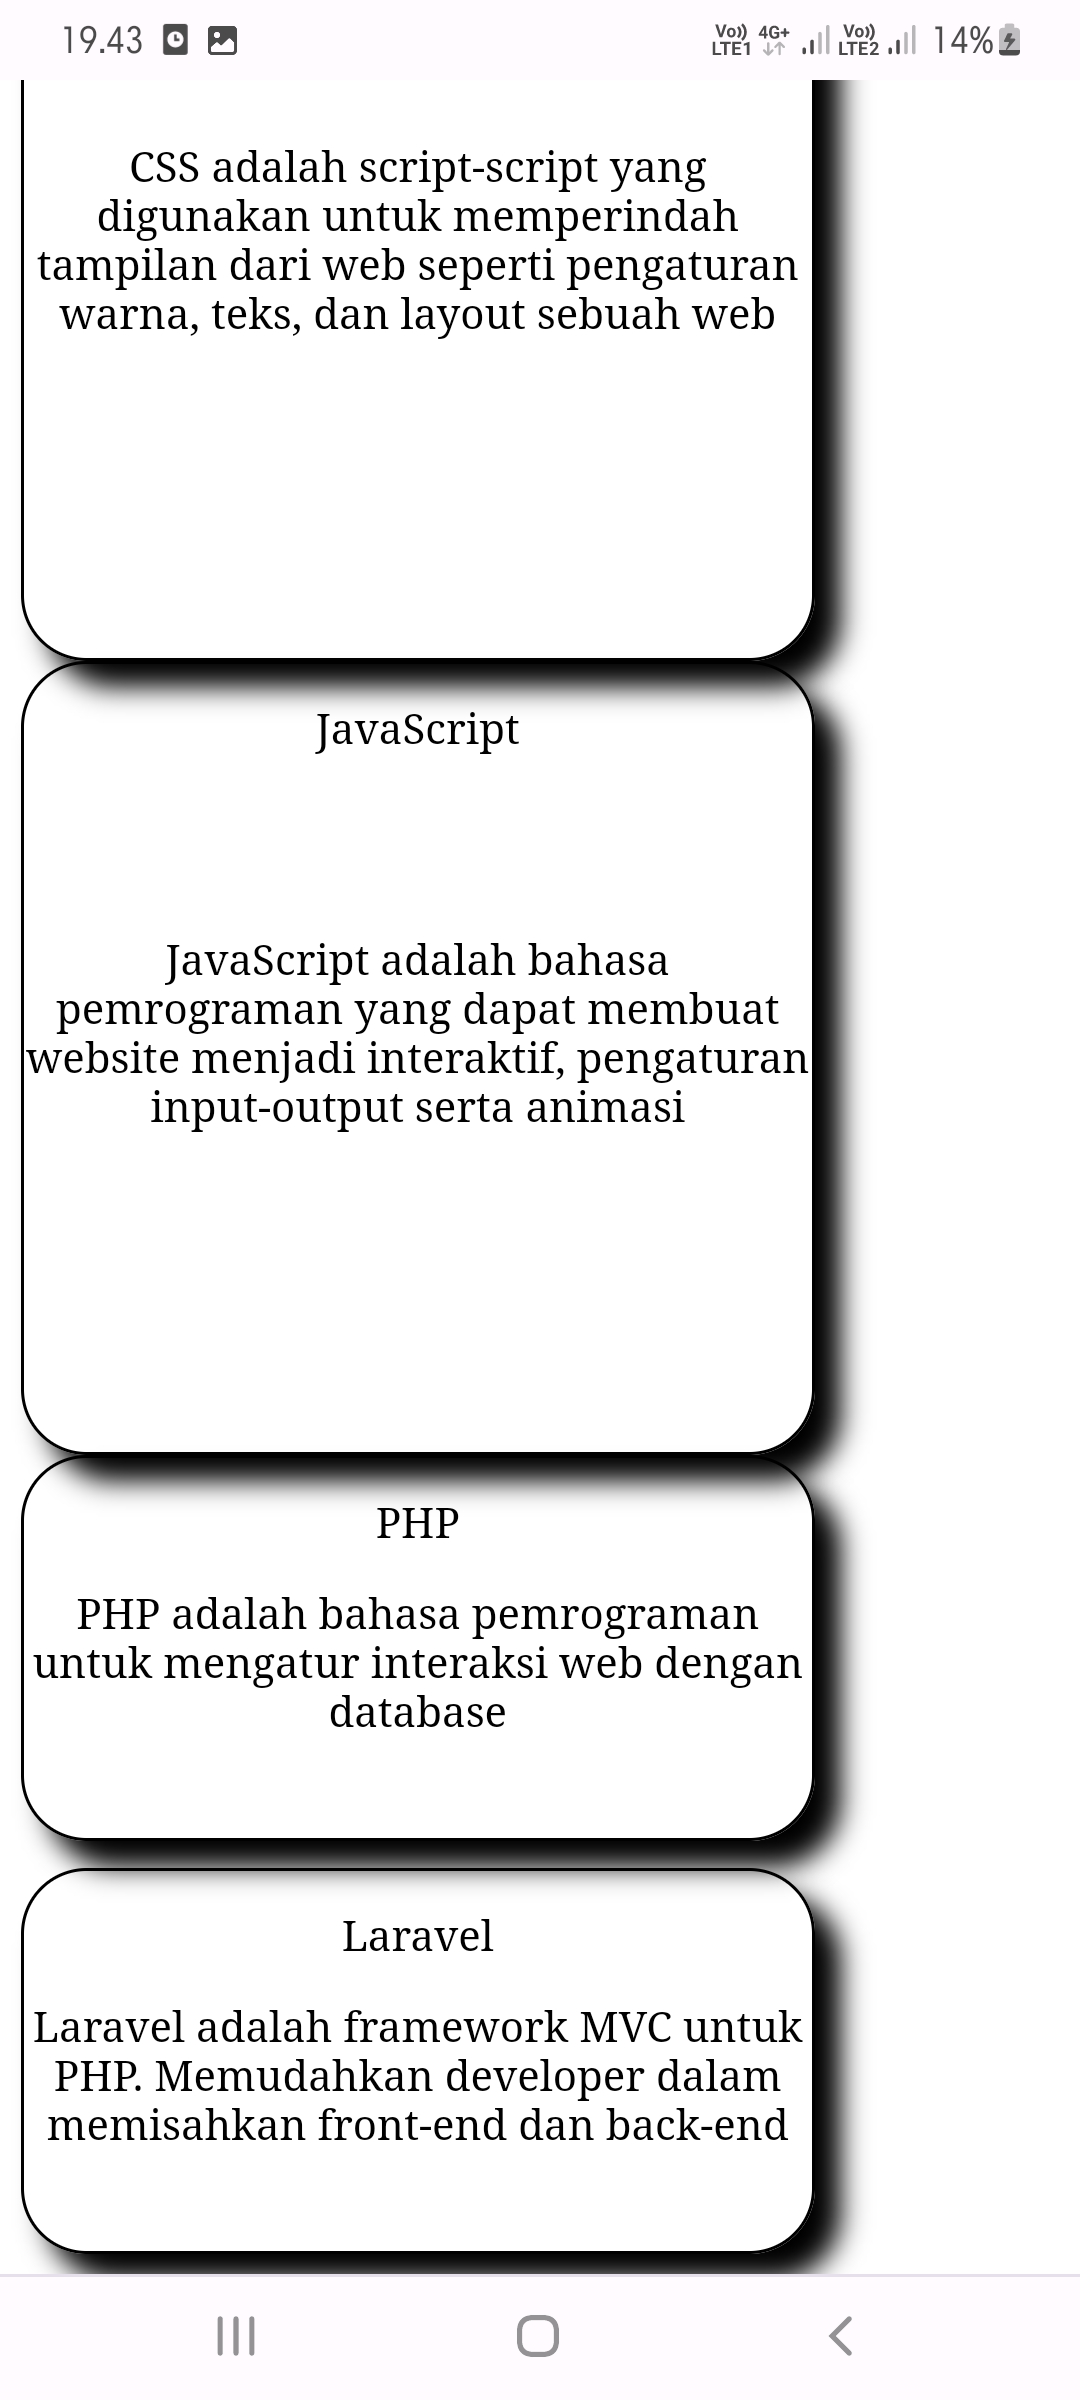 19.43
Vo)) LTE1 4G+ Vo)) LTE2 14%
CSS adalah script-script yang
digunakan untuk memperindah
tampilan dari web seperti pengaturan
warna, teks, dan layout sebuah web
JavaScript
JavaScript adalah bahasa
pemrograman yang dapat membuat
website menjadi interaktif, pengaturan
input-output serta animasi
PHP
PHP adalah bahasa pemrograman
untuk mengatur interaksi web dengan
database
Laravel
Laravel adalah framework MVC untuk
PHP. Memudahkan developer dalam
memisahkan front-end dan back-end